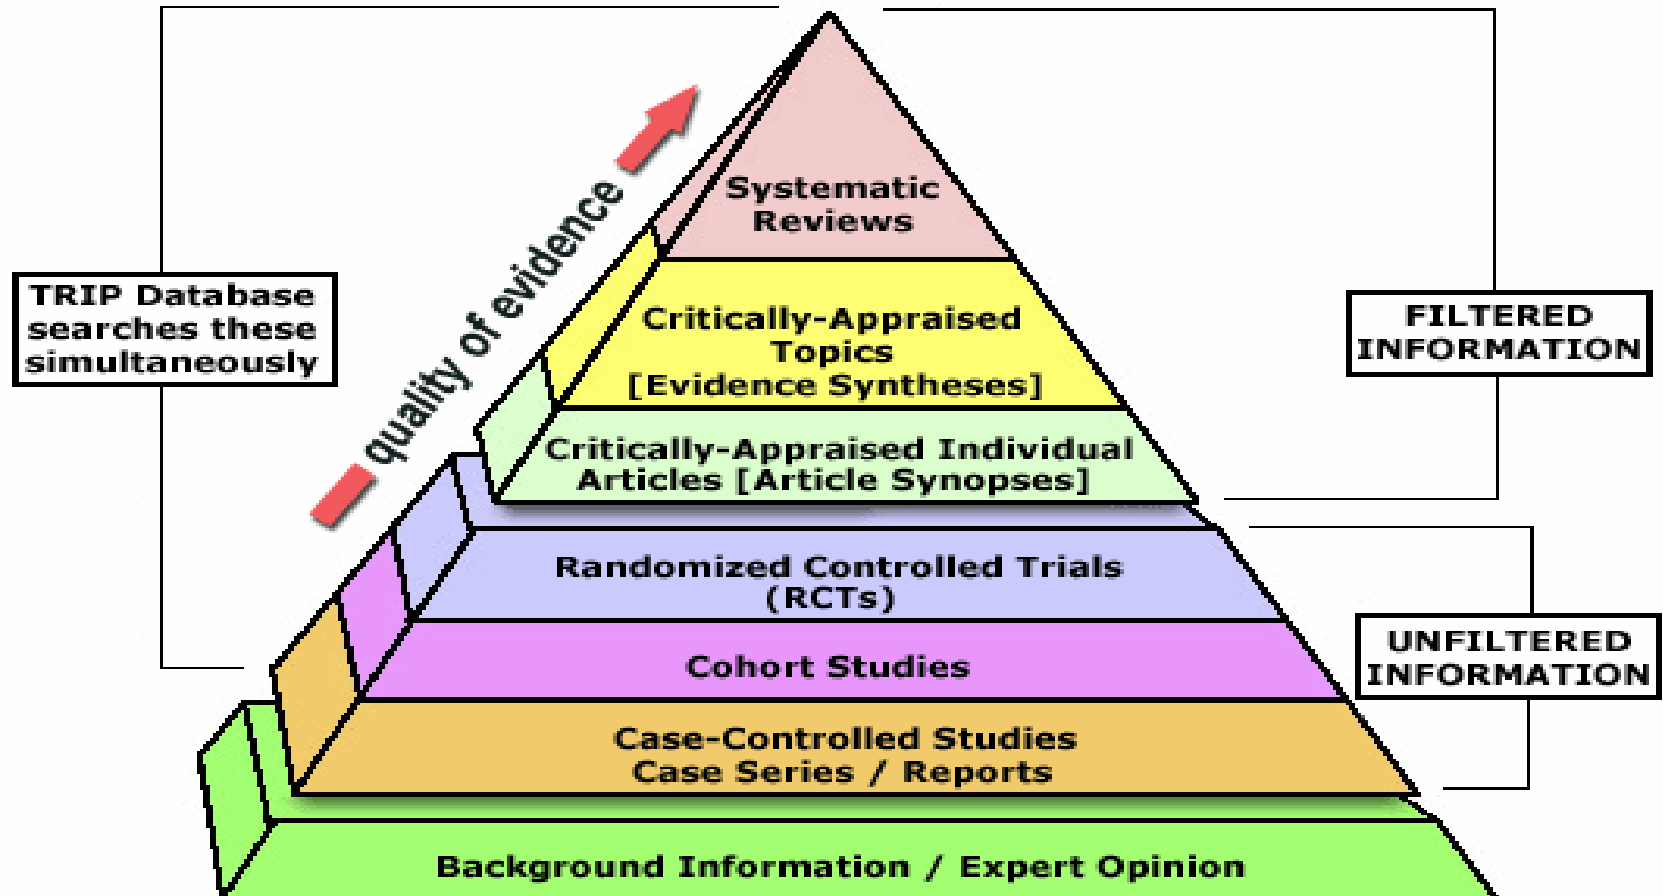 Systematic
Reviews
quality of evidence
TRIP Database
searches these
simultaneously
Critically-Appraised
Topics
[Evidence Syntheses]
FILTERED
INFORMATION
Critically-Appraised Individual
Articles [Article Synopses]
Randomized Controlled Trials
(RCTs)
UNFILTERED
INFORMATION
Cohort Studies
Case-Controlled Studies
Case Series / Reports
Background Information / Expert Opinion